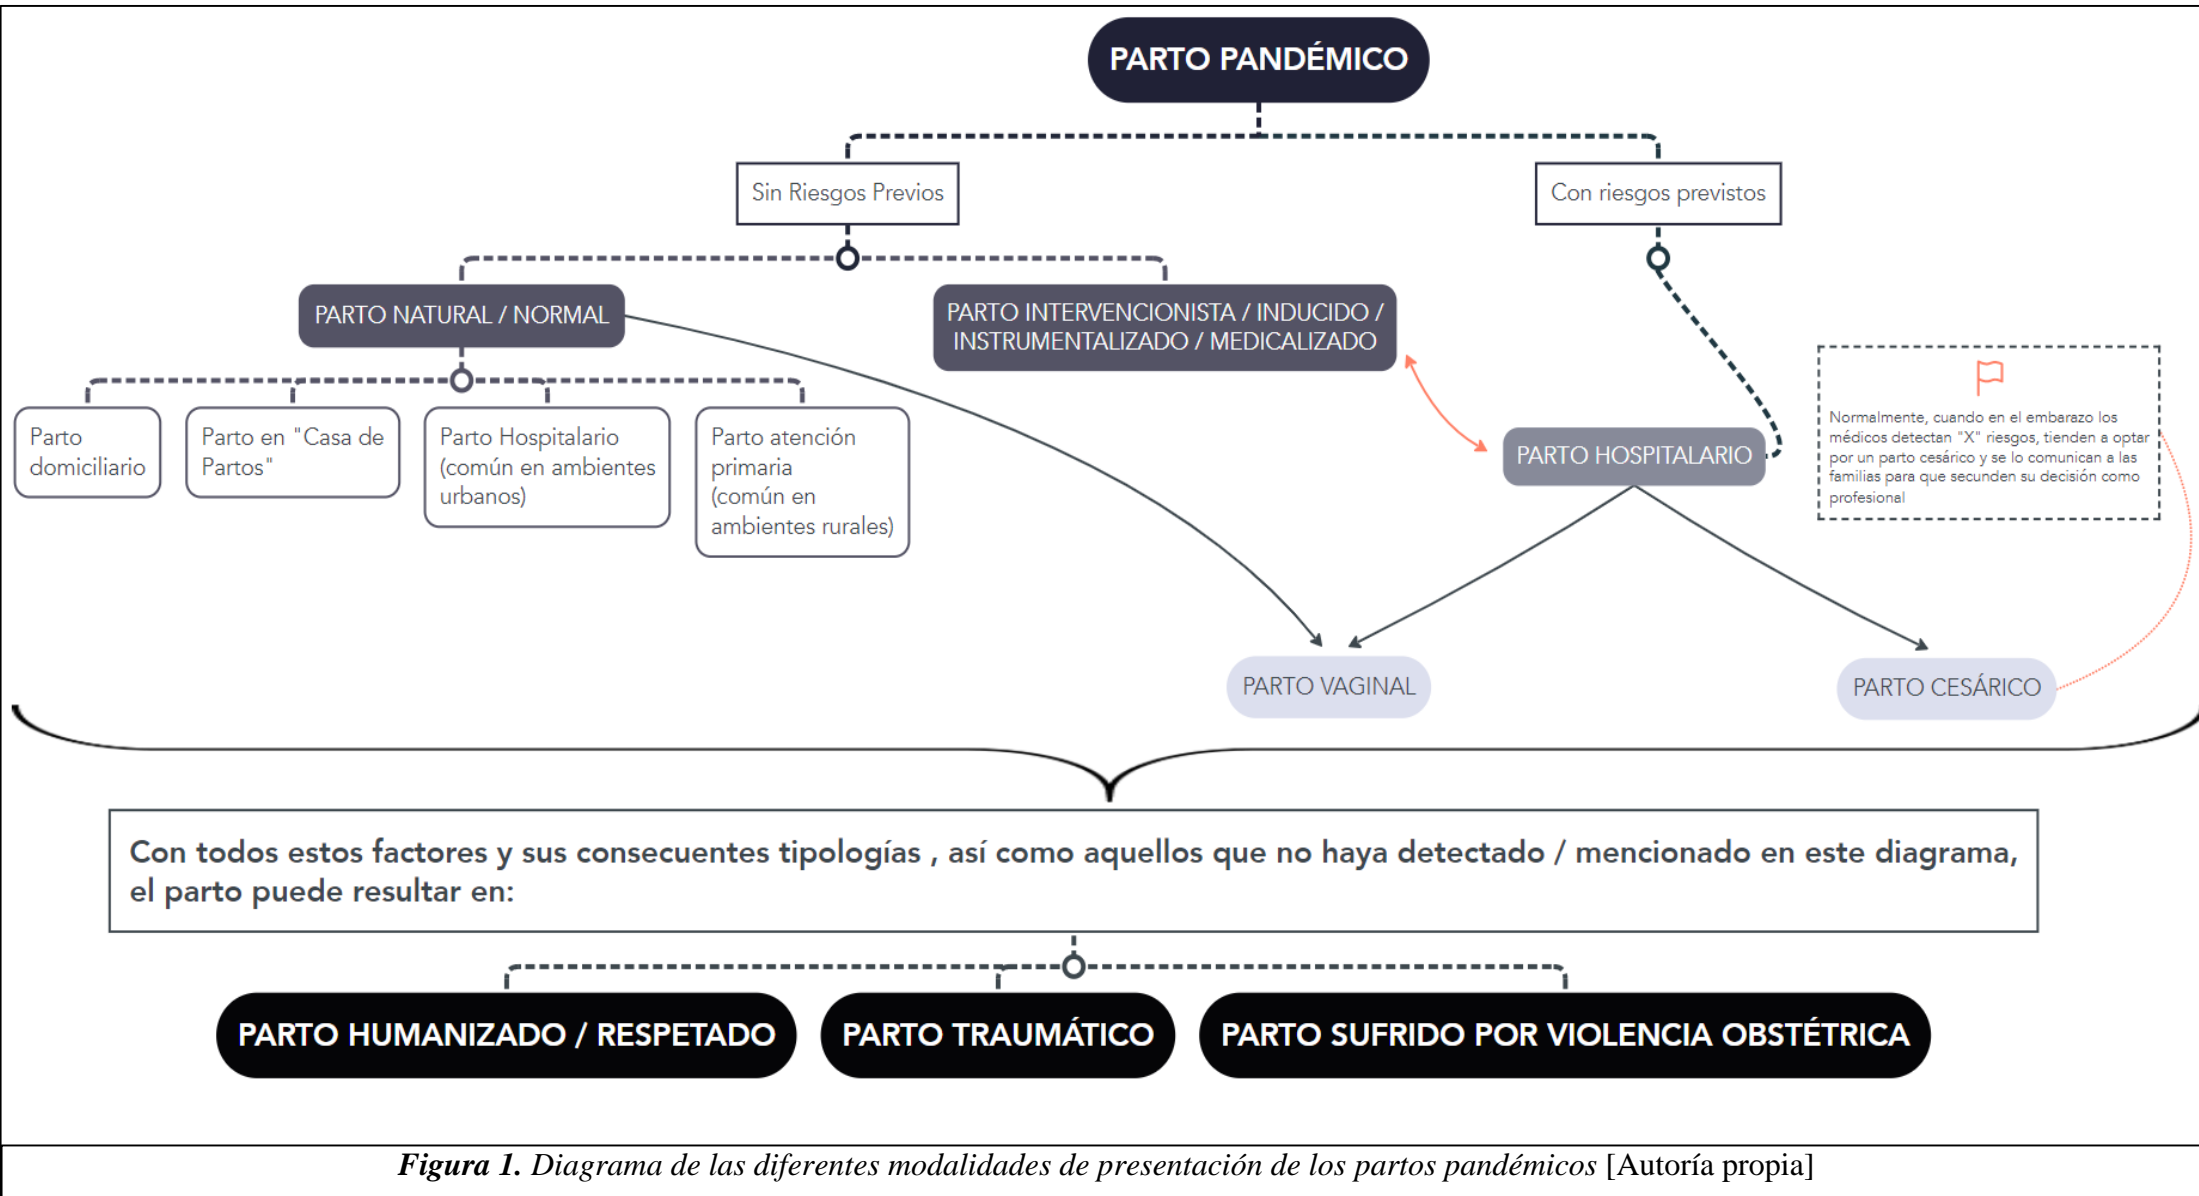 PARTO PANDÉMICO
Sin Riesgos Previos
Con riesgos previstos
PARTO NATURAL / NORMAL
PARTO INTERVENCIONISTA / INDUCIDO /
INSTRUMENTALIZADO / MEDICALIZADO
Parto
domiciliario
Parto en "Casa de
Partos"
Parto Hospitalario
(común en ambientes
urbanos)
Parto atención
primaria
(común en
ambientes rurales)
PARTO HOSPITALARIO
Normalmente, cuando en el embarazo los
médicos detectan "X" riesgos, tienden a optar
por un parto cesárico y se lo comunican a las
familias para que secunden su decisión como
profesional
PARTO VAGINAL
PARTO CESÁRICO
Con todos estos factores y sus consecuentes tipologías , así como aquellos que no haya detectado / mencionado en este diagrama,
el parto puede resultar en:
PARTO HUMANIZADO / RESPETADO
PARTO TRAUMÁTICO
PARTO SUFRIDO POR VIOLENCIA OBSTÉTRICA
Figura 1. Diagrama de las diferentes modalidades de presentación de los partos pandémicos [Autoría propia]